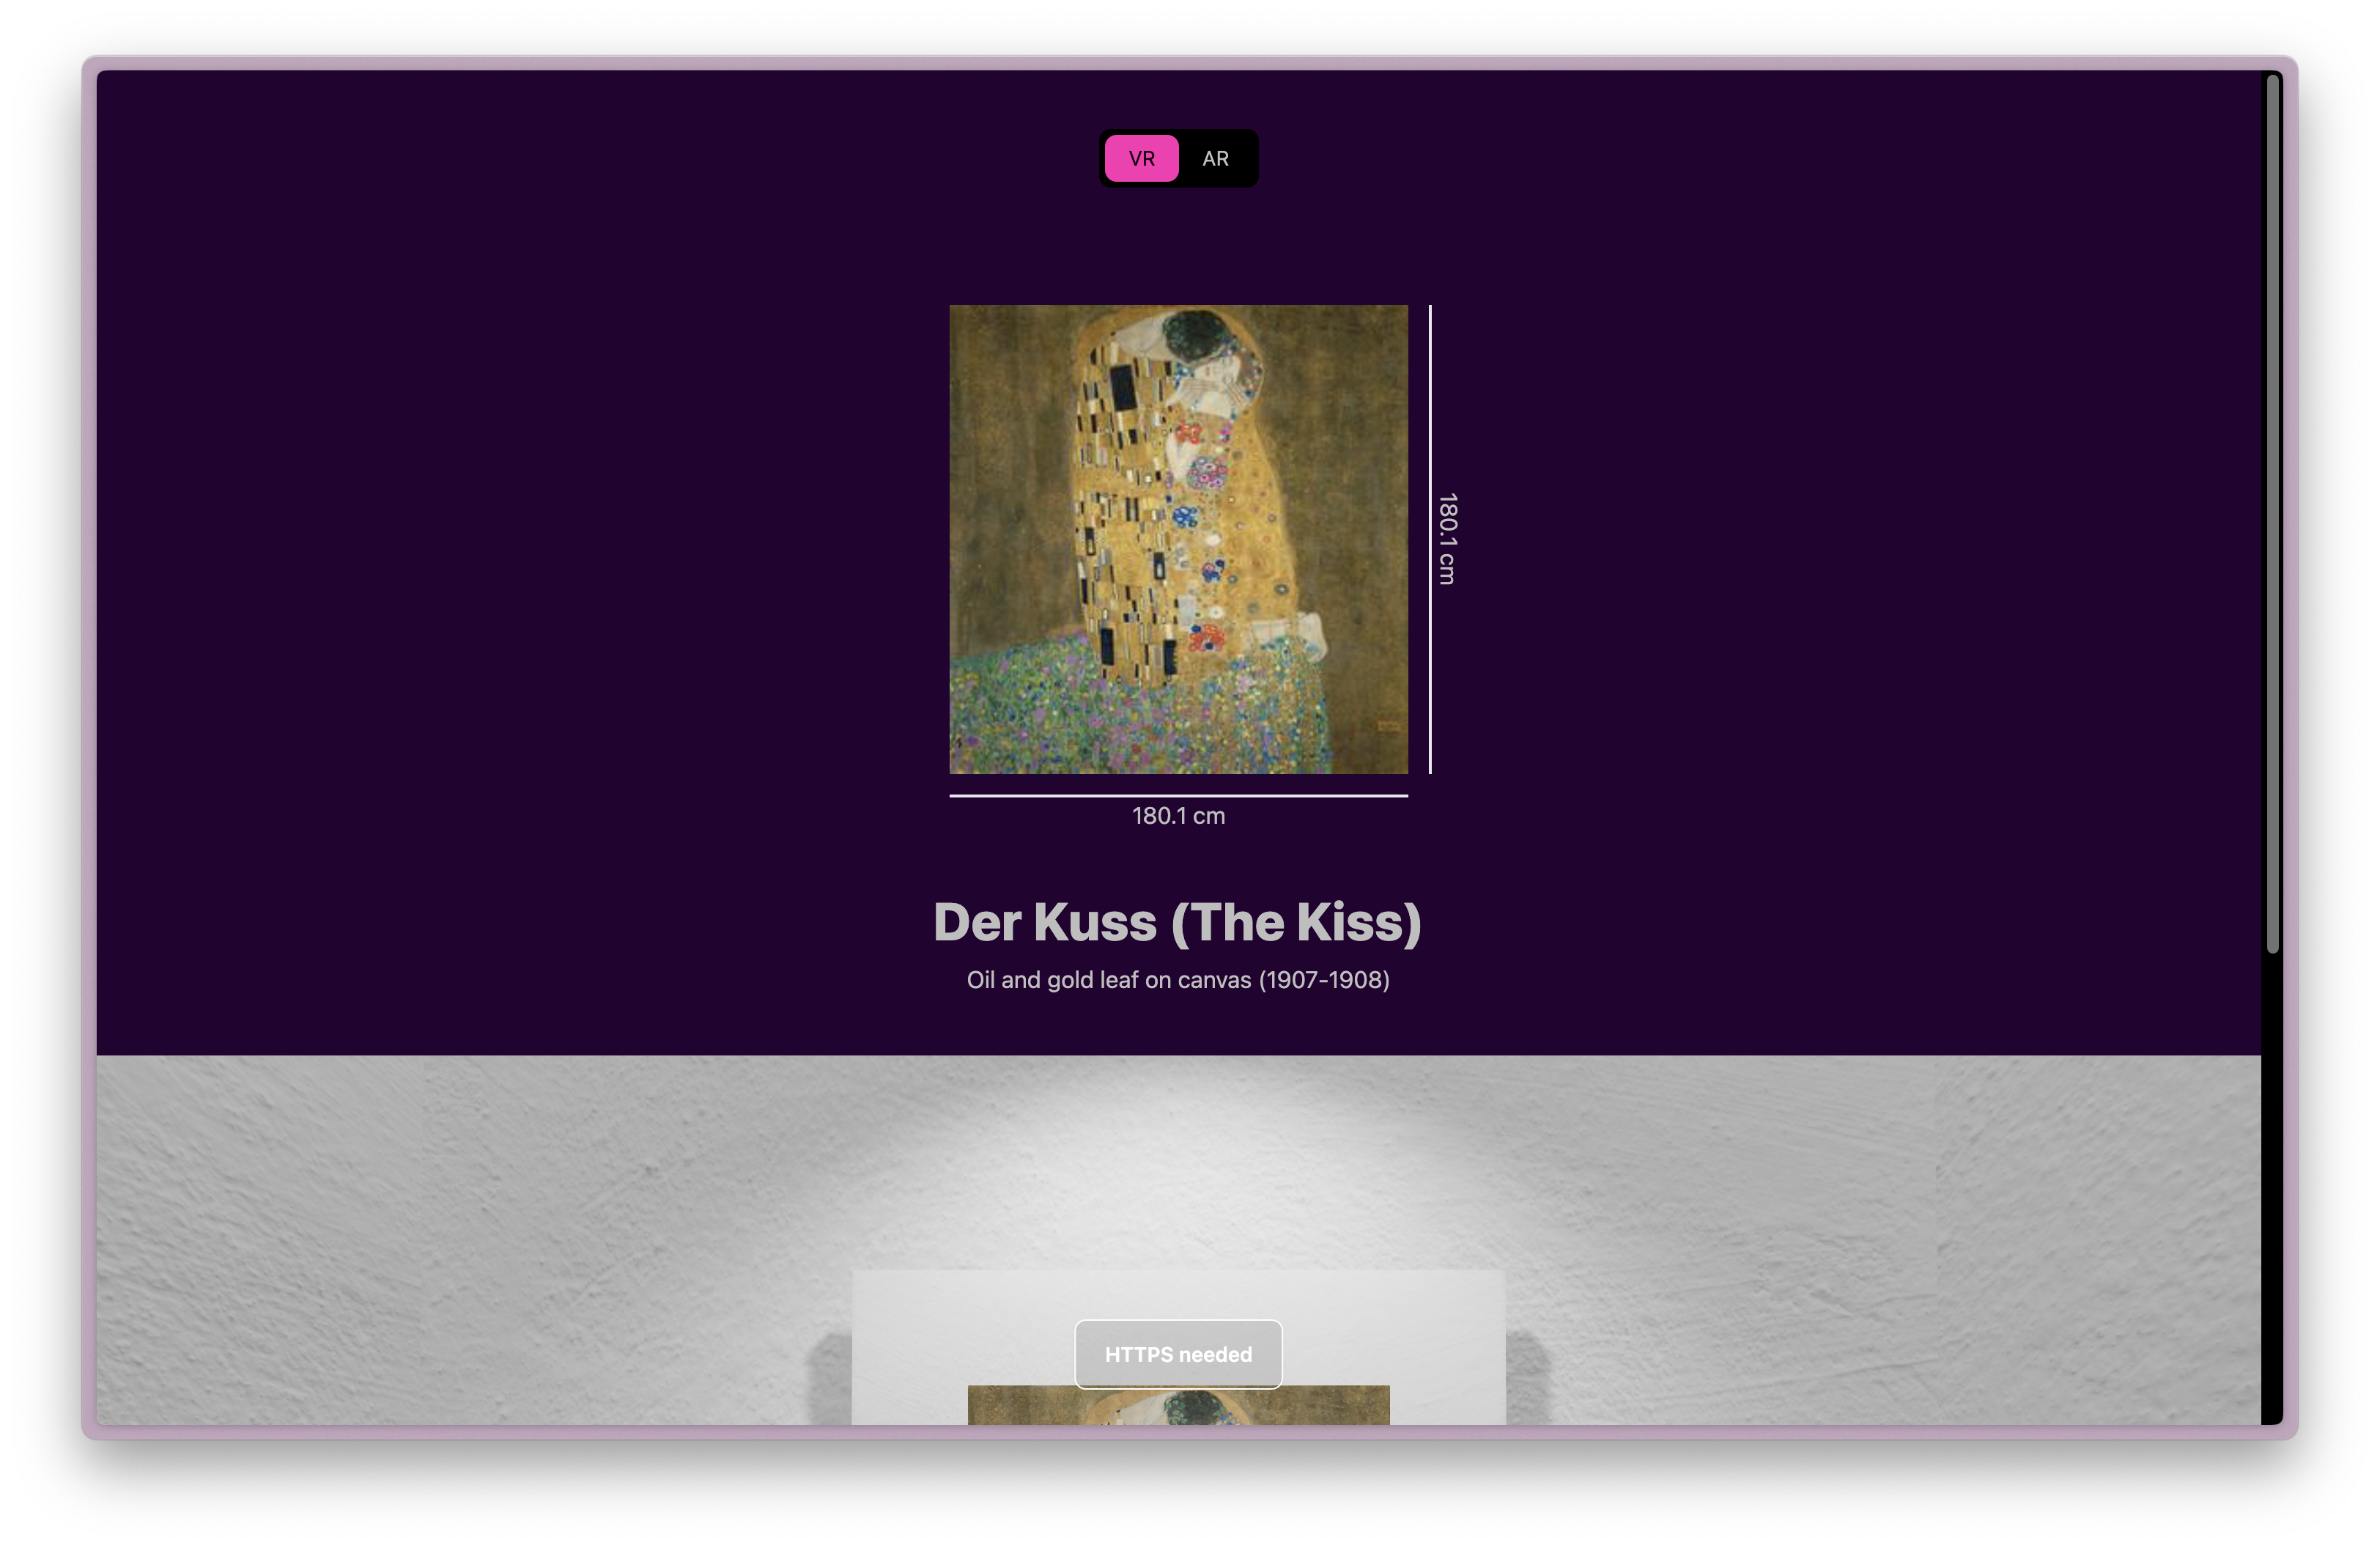 VR AR
180.1 cm
180.1 cm
Der Kuss (The Kiss)
Oil and gold leaf on canvas (1907-1908)
HTTPS needed